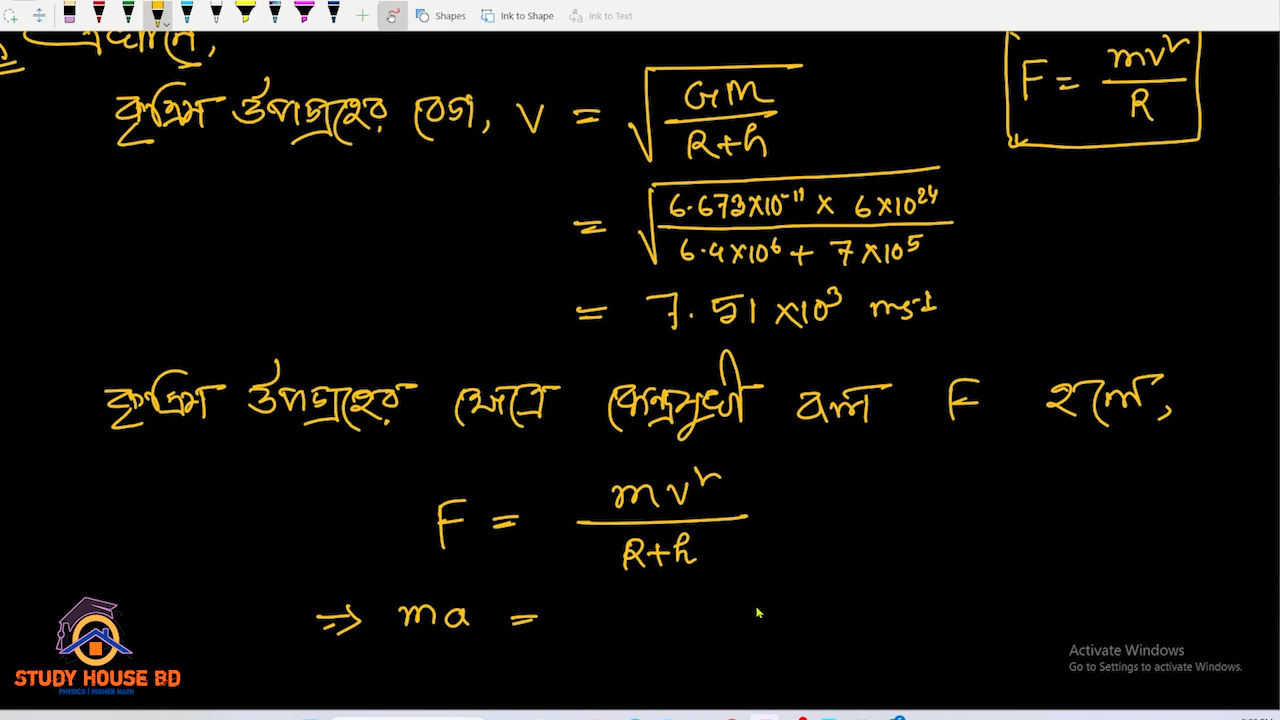 Shapes Ink to Shape Ink to Text
F = mv²/R
কৃত্রিম উপগ্রহের বেগ, v = √(GM/(R+h))
= √((6.673×10⁻¹¹ × 6×10²⁴)/(6.4×10⁶ + 7×10⁵))
= 7.51×10³ ms⁻¹
কৃত্রিম উপগ্রহের ক্ষেত্রে কেন্দ্রমুখী বল F হলে,
F = mv²/(R+h)
⇒ ma =
Activate Windows
Go to Settings to activate Windows.
STUDY HOUSE BD
PHYSICS | HIGHER MATH